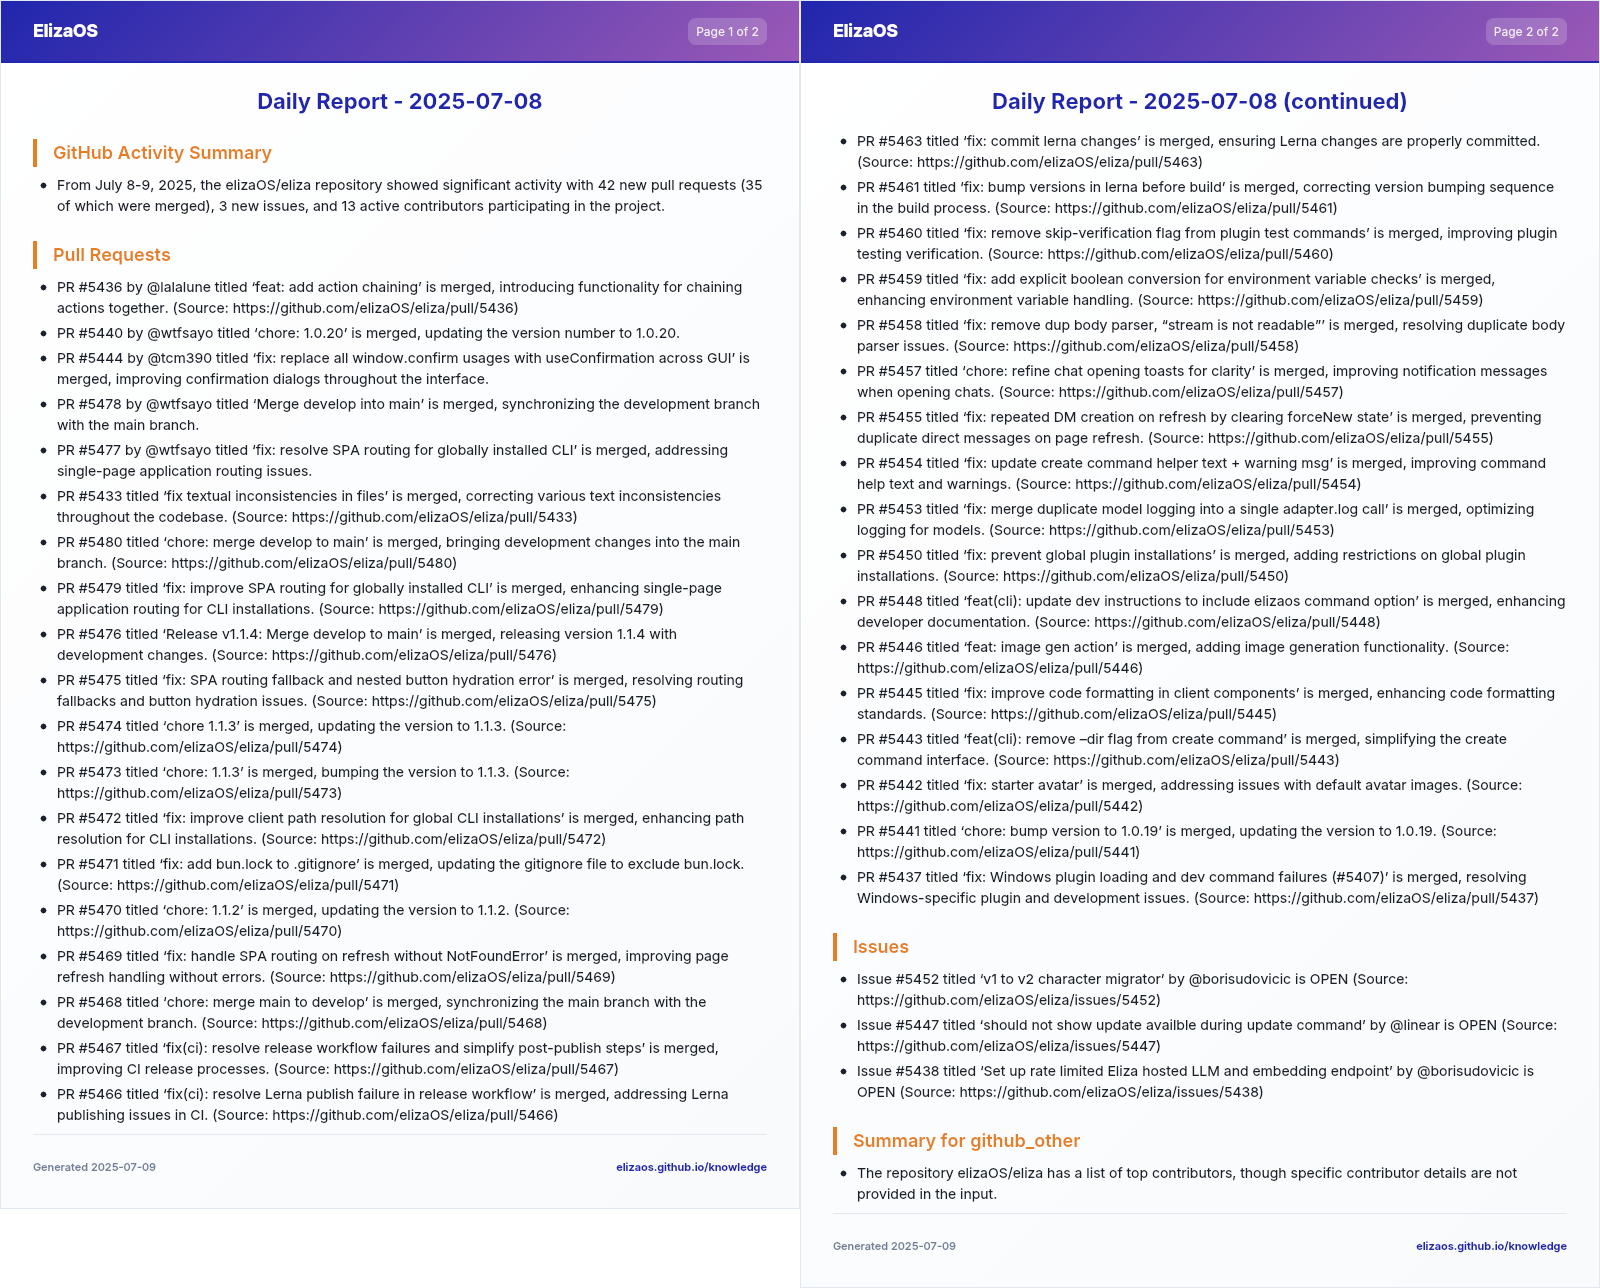 ElizaOS
Page 1 of 2
Daily Report - 2025-07-08
GitHub Activity Summary
• From July 8-9, 2025, the elizaOS/eliza repository showed significant activity with 42 new pull requests (35
of which were merged), 3 new issues, and 13 active contributors participating in the project.
Pull Requests
• PR #5436 by @lalalune titled ‘feat: add action chaining’ is merged, introducing functionality for chaining
actions together. (Source: https://github.com/elizaOS/eliza/pull/5436)
• PR #5440 by @wtfsayo titled ‘chore: 1.0.20’ is merged, updating the version number to 1.0.20.
• PR #5444 by @tcm390 titled ‘fix: replace all window.confirm usages with useConfirmation across GUI’ is
merged, improving confirmation dialogs throughout the interface.
• PR #5478 by @wtfsayo titled ‘Merge develop into main’ is merged, synchronizing the development branch
with the main branch.
• PR #5477 by @wtfsayo titled ‘fix: resolve SPA routing for globally installed CLI’ is merged, addressing
single-page application routing issues.
• PR #5433 titled ‘fix textual inconsistencies in files’ is merged, correcting various text inconsistencies
throughout the codebase. (Source: https://github.com/elizaOS/eliza/pull/5433)
• PR #5480 titled ‘chore: merge develop to main’ is merged, bringing development changes into the main
branch. (Source: https://github.com/elizaOS/eliza/pull/5480)
• PR #5479 titled ‘fix: improve SPA routing for globally installed CLI’ is merged, enhancing single-page
application routing for CLI installations. (Source: https://github.com/elizaOS/eliza/pull/5479)
• PR #5476 titled ‘Release v1.1.4: Merge develop to main’ is merged, releasing version 1.1.4 with
development changes. (Source: https://github.com/elizaOS/eliza/pull/5476)
• PR #5475 titled ‘fix: SPA routing fallback and nested button hydration error’ is merged, resolving routing
fallbacks and button hydration issues. (Source: https://github.com/elizaOS/eliza/pull/5475)
• PR #5474 titled ‘chore 1.1.3’ is merged, updating the version to 1.1.3. (Source:
https://github.com/elizaOS/eliza/pull/5474)
• PR #5473 titled ‘chore: 1.1.3’ is merged, bumping the version to 1.1.3. (Source:
https://github.com/elizaOS/eliza/pull/5473)
• PR #5472 titled ‘fix: improve client path resolution for global CLI installations’ is merged, enhancing path
resolution for CLI installations. (Source: https://github.com/elizaOS/eliza/pull/5472)
• PR #5471 titled ‘fix: add bun.lock to .gitignore’ is merged, updating the gitignore file to exclude bun.lock.
(Source: https://github.com/elizaOS/eliza/pull/5471)
• PR #5470 titled ‘chore: 1.1.2’ is merged, updating the version to 1.1.2. (Source:
https://github.com/elizaOS/eliza/pull/5470)
• PR #5469 titled ‘fix: handle SPA routing on refresh without NotFoundError’ is merged, improving page
refresh handling without errors. (Source: https://github.com/elizaOS/eliza/pull/5469)
• PR #5468 titled ‘chore: merge main to develop’ is merged, synchronizing the main branch with the
development branch. (Source: https://github.com/elizaOS/eliza/pull/5468)
• PR #5467 titled ‘fix(ci): resolve release workflow failures and simplify post-publish steps’ is merged,
improving CI release processes. (Source: https://github.com/elizaOS/eliza/pull/5467)
• PR #5466 titled ‘fix(ci): resolve Lerna publish failure in release workflow’ is merged, addressing Lerna
publishing issues in CI. (Source: https://github.com/elizaOS/eliza/pull/5466)
Generated 2025-07-09
elizaos.github.io/knowledge
ElizaOS
Page 2 of 2
Daily Report - 2025-07-08 (continued)
• PR #5463 titled ‘fix: commit lerna changes’ is merged, ensuring Lerna changes are properly committed.
(Source: https://github.com/elizaOS/eliza/pull/5463)
• PR #5461 titled ‘fix: bump versions in lerna before build’ is merged, correcting version bumping sequence
in the build process. (Source: https://github.com/elizaOS/eliza/pull/5461)
• PR #5460 titled ‘fix: remove skip-verification flag from plugin test commands’ is merged, improving plugin
testing verification. (Source: https://github.com/elizaOS/eliza/pull/5460)
• PR #5459 titled ‘fix: add explicit boolean conversion for environment variable checks’ is merged,
enhancing environment variable handling. (Source: https://github.com/elizaOS/eliza/pull/5459)
• PR #5458 titled ‘fix: remove dup body parser, “stream is not readable”’ is merged, resolving duplicate body
parser issues. (Source: https://github.com/elizaOS/eliza/pull/5458)
• PR #5457 titled ‘chore: refine chat opening toasts for clarity’ is merged, improving notification messages
when opening chats. (Source: https://github.com/elizaOS/eliza/pull/5457)
• PR #5455 titled ‘fix: repeated DM creation on refresh by clearing forceNew state’ is merged, preventing
duplicate direct messages on page refresh. (Source: https://github.com/elizaOS/eliza/pull/5455)
• PR #5454 titled ‘fix: update create command helper text + warning msg’ is merged, improving command
help text and warnings. (Source: https://github.com/elizaOS/eliza/pull/5454)
• PR #5453 titled ‘fix: merge duplicate model logging into a single adapter.log call’ is merged, optimizing
logging for models. (Source: https://github.com/elizaOS/eliza/pull/5453)
• PR #5450 titled ‘fix: prevent global plugin installations’ is merged, adding restrictions on global plugin
installations. (Source: https://github.com/elizaOS/eliza/pull/5450)
• PR #5448 titled ‘feat(cli): update dev instructions to include elizaos command option’ is merged, enhancing
developer documentation. (Source: https://github.com/elizaOS/eliza/pull/5448)
• PR #5446 titled ‘feat: image gen action’ is merged, adding image generation functionality. (Source:
https://github.com/elizaOS/eliza/pull/5446)
• PR #5445 titled ‘fix: improve code formatting in client components’ is merged, enhancing code formatting
standards. (Source: https://github.com/elizaOS/eliza/pull/5445)
• PR #5443 titled ‘feat(cli): remove –dir flag from create command’ is merged, simplifying the create
command interface. (Source: https://github.com/elizaOS/eliza/pull/5443)
• PR #5442 titled ‘fix: starter avatar’ is merged, addressing issues with default avatar images. (Source:
https://github.com/elizaOS/eliza/pull/5442)
• PR #5441 titled ‘chore: bump version to 1.0.19’ is merged, updating the version to 1.0.19. (Source:
https://github.com/elizaOS/eliza/pull/5441)
• PR #5437 titled ‘fix: Windows plugin loading and dev command failures (#5407)’ is merged, resolving
Windows-specific plugin and development issues. (Source: https://github.com/elizaOS/eliza/pull/5437)
Issues
• Issue #5452 titled ‘v1 to v2 character migrator’ by @borisudovicic is OPEN (Source:
https://github.com/elizaOS/eliza/issues/5452)
• Issue #5447 titled ‘should not show update availble during update command’ by @linear is OPEN (Source:
https://github.com/elizaOS/eliza/issues/5447)
• Issue #5438 titled ‘Set up rate limited Eliza hosted LLM and embedding endpoint’ by @borisudovicic is
OPEN (Source: https://github.com/elizaOS/eliza/issues/5438)
Summary for github_other
• The repository elizaOS/eliza has a list of top contributors, though specific contributor details are not
provided in the input.
Generated 2025-07-09
elizaos.github.io/knowledge